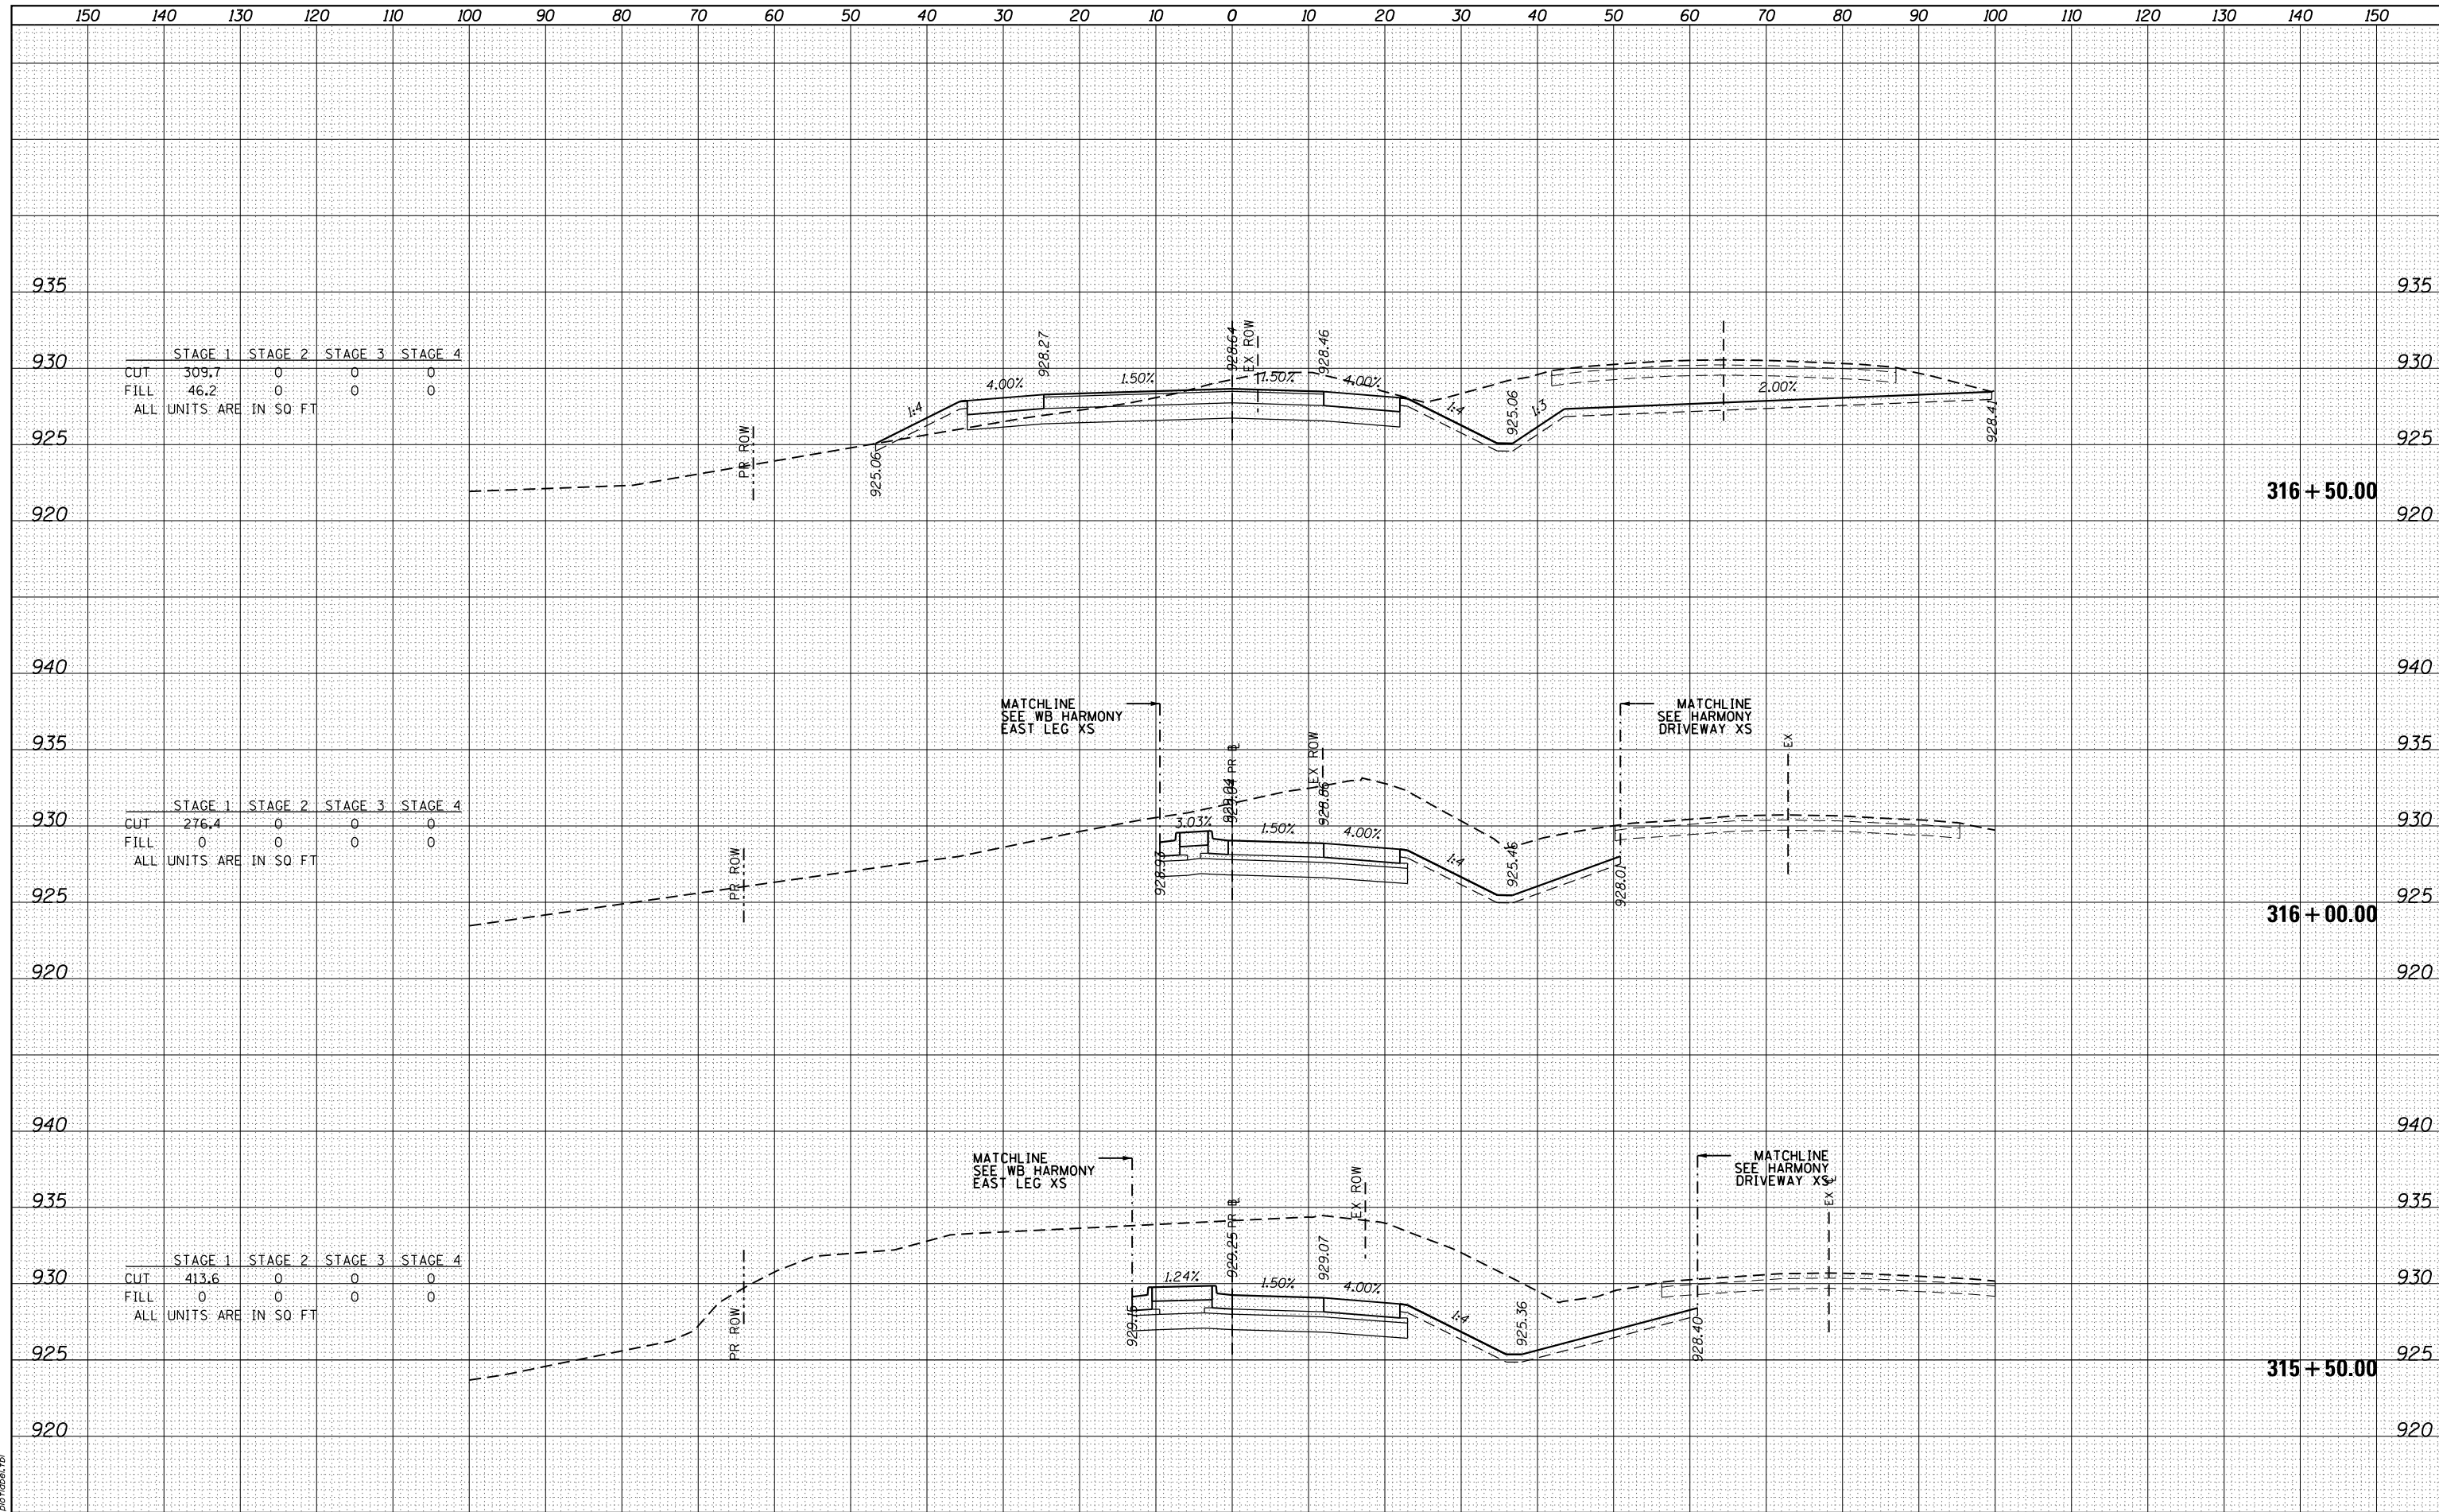 150 140 130 120 110 100 90 80 70 60 50 40 30 20 10 0 10 20 30 40 50 60 70 80 90 100 110 120 130 140 150
935 935
930 930
925 925
920 920
STAGE 1 STAGE 2 STAGE 3 STAGE 4
CUT 309.7 0 0 0
FILL 46.2 0 0 0
ALL UNITS ARE IN SQ FT
PR ROW
925.06
1:4
4.00%
928.27
1.50%
928.64
EX ROW
1.50%
928.46
4.00%
1:4
925.06
1:3
2.00%
928.41
316+50.00
940 940
935 935
930 930
925 925
920 920
MATCHLINE
SEE WB HARMONY
EAST LEG XS
MATCHLINE
SEE HARMONY
DRIVEWAY XS
STAGE 1 STAGE 2 STAGE 3 STAGE 4
CUT 276.4 0 0 0
FILL 0 0 0 0
ALL UNITS ARE IN SQ FT
PR ROW
928.93
3.03%
929.04 PR ℄
EX ROW
1.50%
928.86
4.00%
1:4
925.46
928.01
EX
316+00.00
940 940
935 935
930 930
925 925
920 920
MATCHLINE
SEE WB HARMONY
EAST LEG XS
MATCHLINE
SEE HARMONY
DRIVEWAY XS
STAGE 1 STAGE 2 STAGE 3 STAGE 4
CUT 413.6 0 0 0
FILL 0 0 0 0
ALL UNITS ARE IN SQ FT
PR ROW
929.15
1.24%
929.25 PR ℄
1.50%
929.07
EX ROW
4.00%
1:4
925.36
928.40
EX ℄
315+50.00